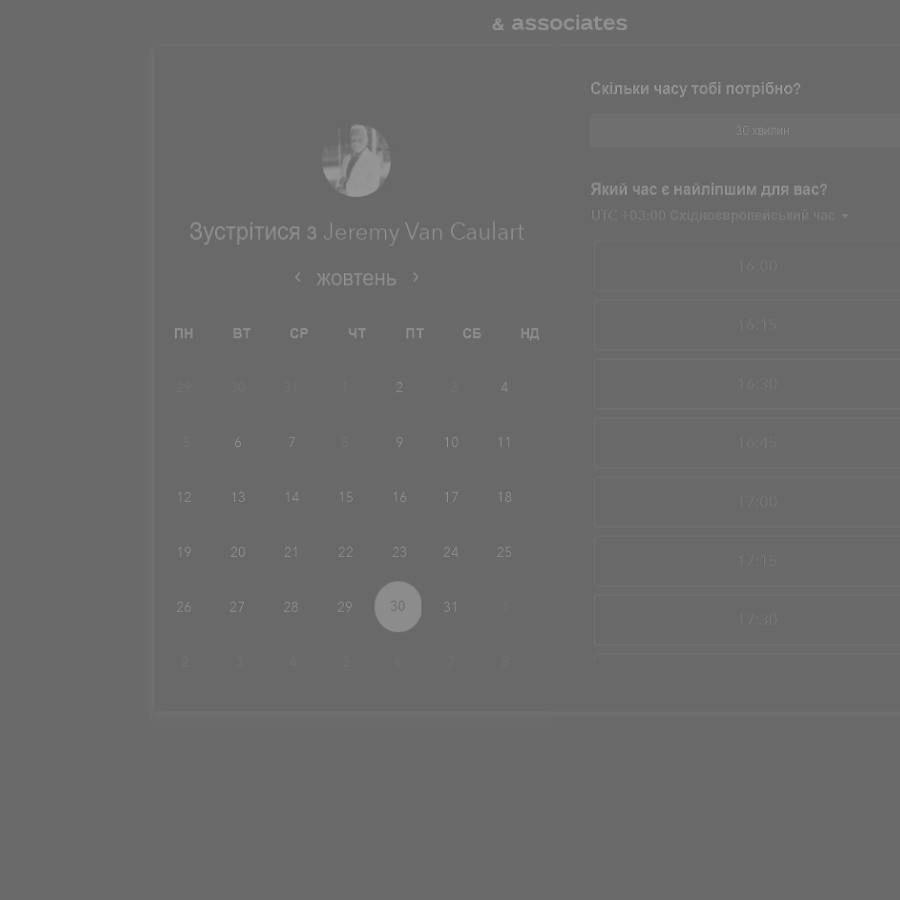 & associates
Скільки часу тобі потрібно?
30 хвилин
Зустрітися з Jeremy Van Caulart
Який час є найліпшим для вас?
UTC +03:00 Східноєвропейський час
жовтень
16:00
16:15
16:30
16:45
17:00
17:15
17:30
ПН ВТ СР ЧТ ПТ СБ НД
29 30 31 1 2 3 4
5 6 7 8 9 10 11
12 13 14 15 16 17 18
19 20 21 22 23 24 25
26 27 28 29 30 31 1
2 3 4 5 6 7 8